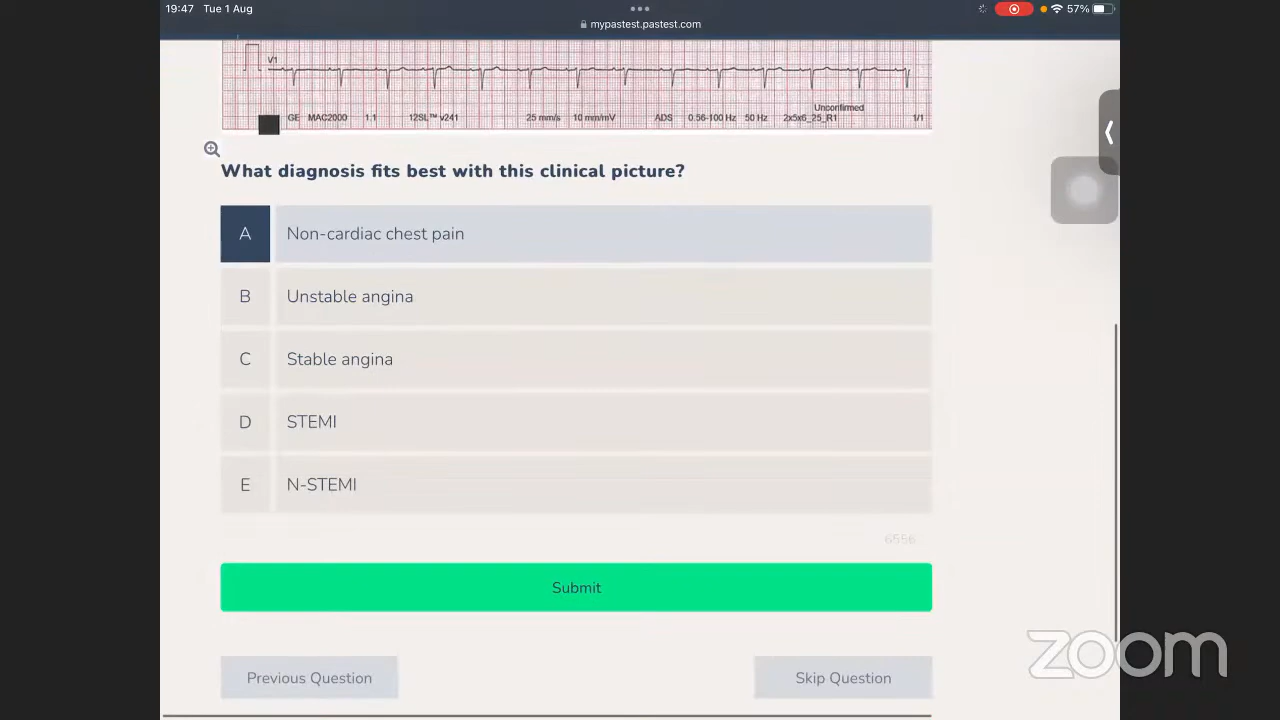 19:47 Tue 1 Aug 57%
mypastest.pastest.com
V1
Unconfirmed
GE MAC2000 1.1 12SL™ v241 25 mm/s 10 mm/mV ADS 0.56-100 Hz 50 Hz 2x5x6_25_R1 1/1
What diagnosis fits best with this clinical picture?
A Non-cardiac chest pain
B Unstable angina
C Stable angina
D STEMI
E N-STEMI
6556
Submit
Previous Question Skip Question
zoom